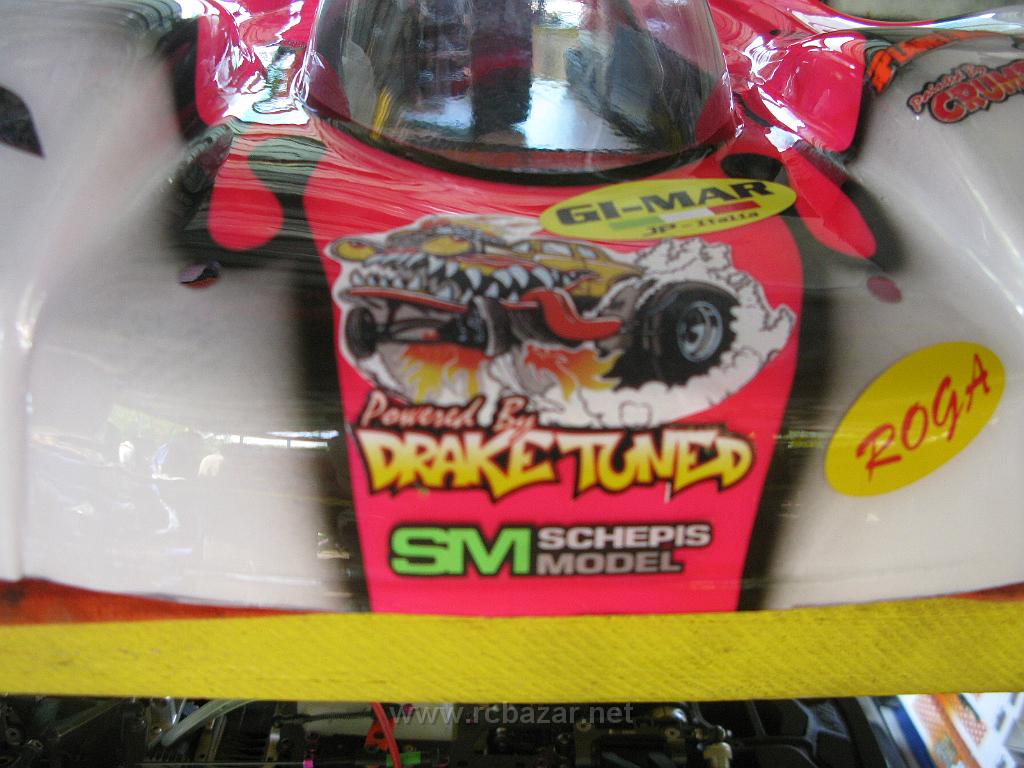 Painted By
GI-MAR
JP-Italia
ROGA
Powered By
DRAKE TUNED
SM SCHEPIS
MODEL
www.rcbazar.net